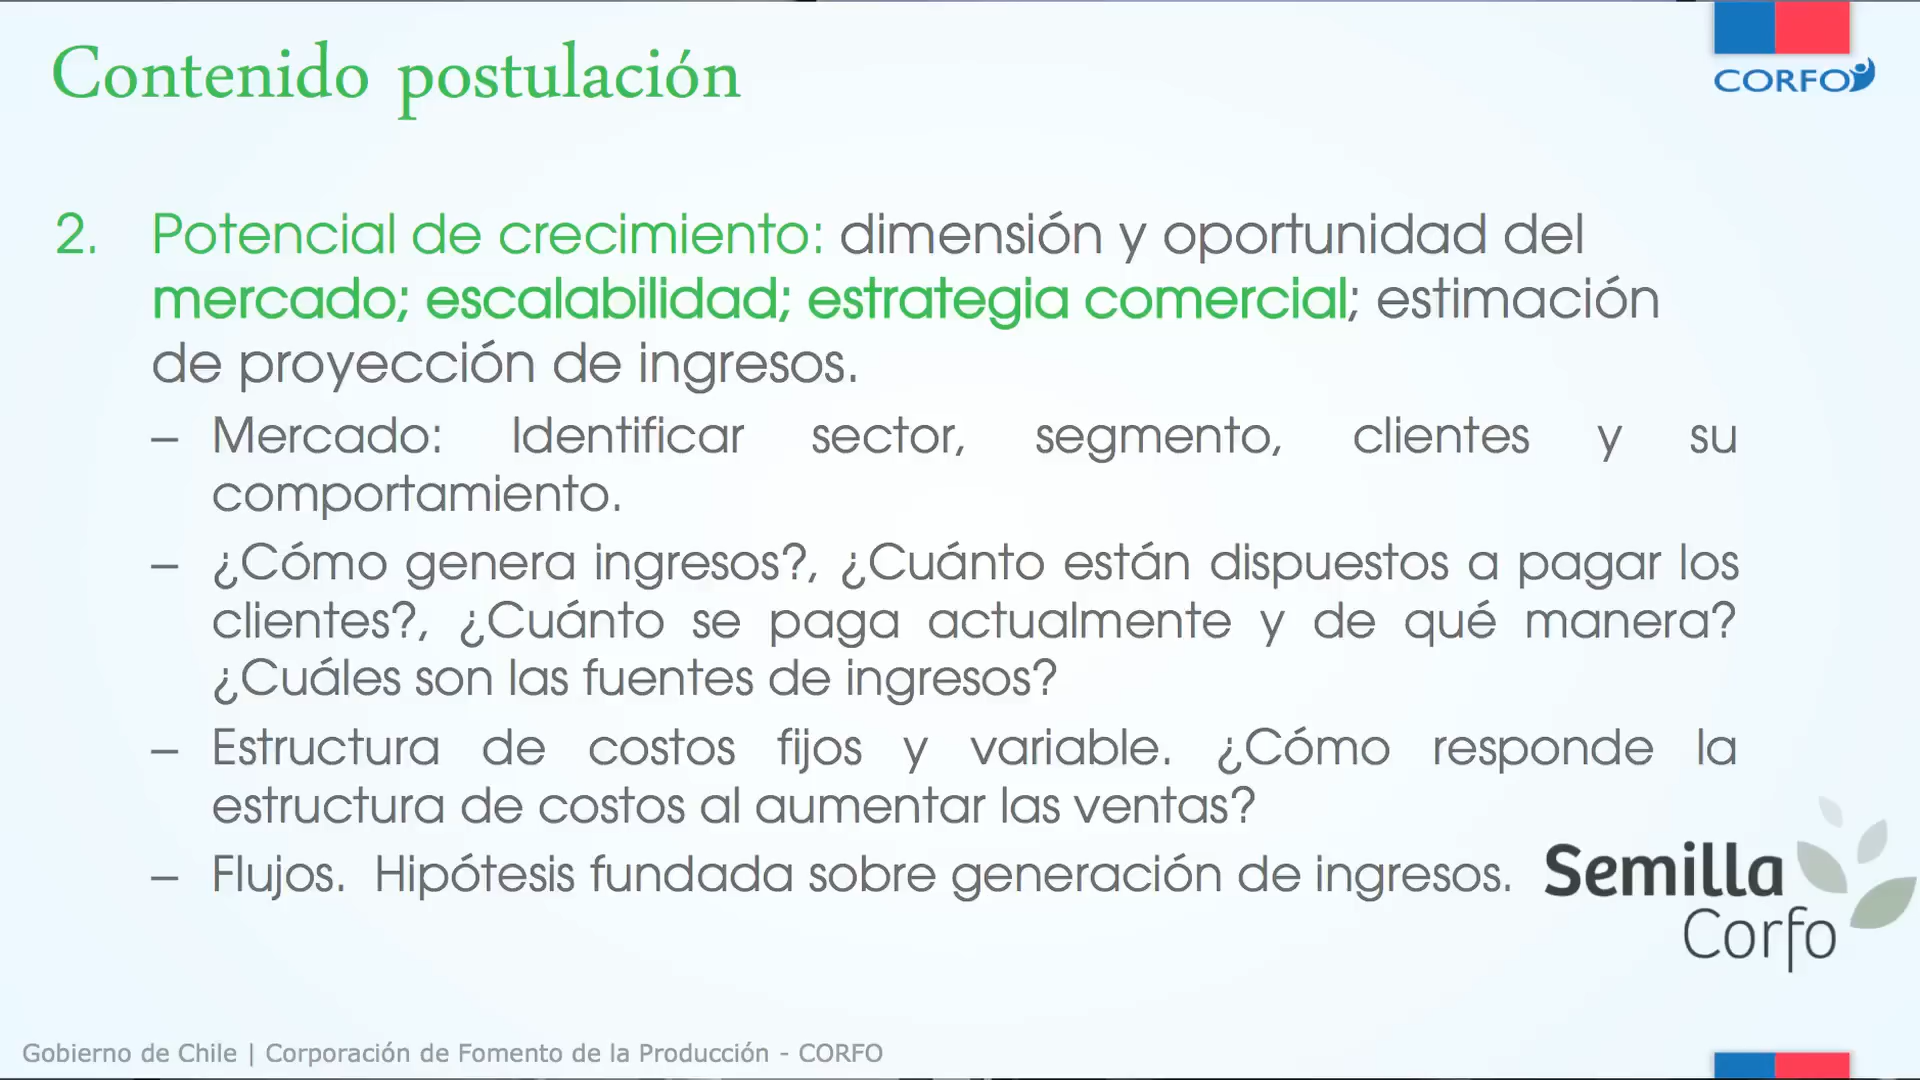 Contenido postulación
CORFO
2. Potencial de crecimiento: dimensión y oportunidad del
mercado; escalabilidad; estrategia comercial; estimación
de proyección de ingresos.
– Mercado: Identificar sector, segmento, clientes y su
comportamiento.
– ¿Cómo genera ingresos?, ¿Cuánto están dispuestos a pagar los
clientes?, ¿Cuánto se paga actualmente y de qué manera?
¿Cuáles son las fuentes de ingresos?
– Estructura de costos fijos y variable. ¿Cómo responde la
estructura de costos al aumentar las ventas?
– Flujos. Hipótesis fundada sobre generación de ingresos.
Semilla
Corfo
Gobierno de Chile | Corporación de Fomento de la Producción - CORFO